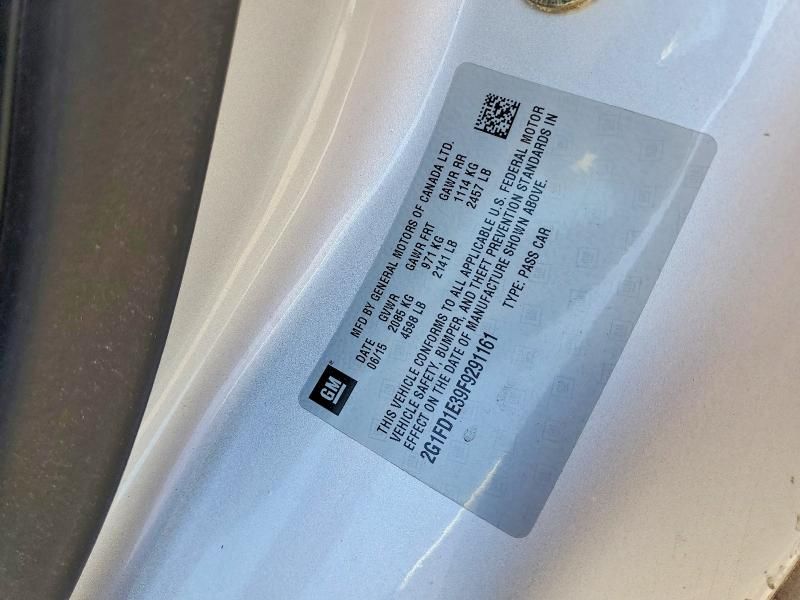 GM
MFD BY GENERAL MOTORS OF CANADA LTD.
DATE GVWR GAWR FRT GAWR RR
06/15 2085 KG 971 KG 1114 KG
4598 LB 2141 LB 2457 LB
THIS VEHICLE CONFORMS TO ALL APPLICABLE U.S. FEDERAL MOTOR
VEHICLE SAFETY, BUMPER, AND THEFT PREVENTION STANDARDS IN
EFFECT ON THE DATE OF MANUFACTURE SHOWN ABOVE.
2G1FD1E39F9291161 TYPE: PASS CAR